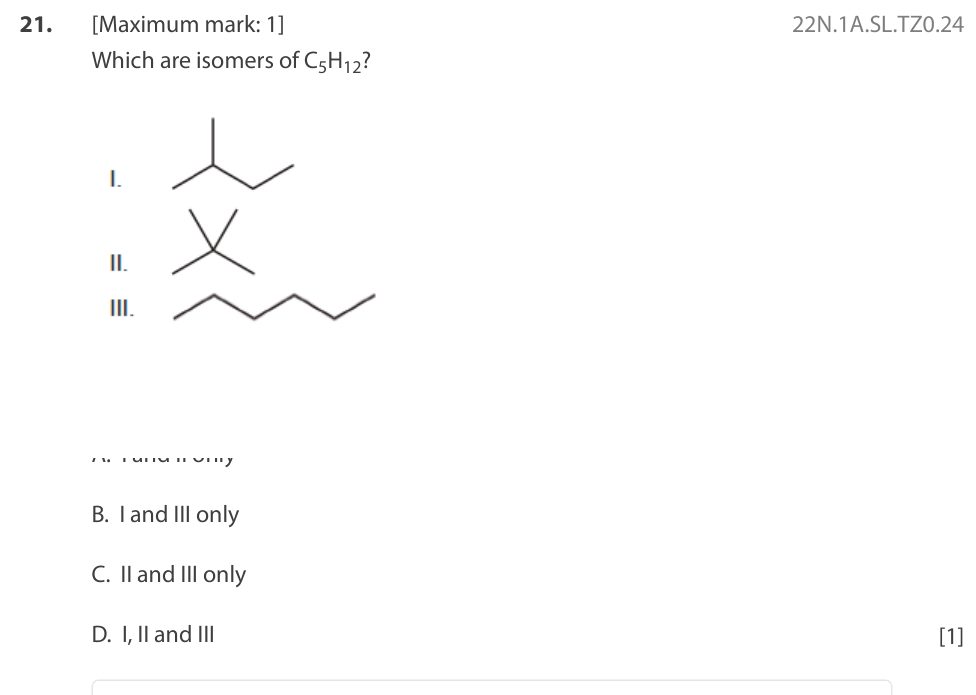 21. [Maximum mark: 1] 22N.1A.SL.TZ0.24
Which are isomers of C₅H₁₂?
I.
II.
III.
B. I and III only
C. II and III only
D. I, II and III [1]